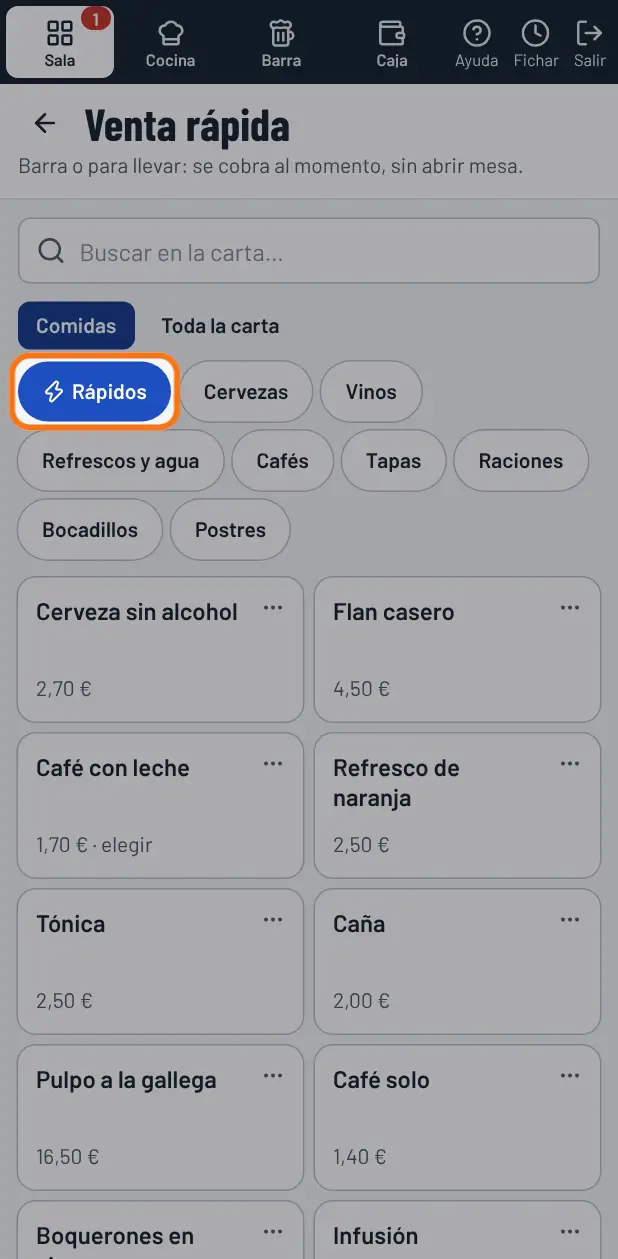 1
Sala
Cocina
Barra
Caja
Ayuda
Fichar
Salir
Venta rápida
Barra o para llevar: se cobra al momento, sin abrir mesa.
Buscar en la carta...
Comidas
Toda la carta
Rápidos
Cervezas
Vinos
Refrescos y agua
Cafés
Tapas
Raciones
Bocadillos
Postres
Cerveza sin alcohol
2,70 €
Flan casero
4,50 €
Café con leche
1,70 € · elegir
Refresco de
naranja
2,50 €
Tónica
2,50 €
Caña
2,00 €
Pulpo a la gallega
16,50 €
Café solo
1,40 €
Boquerones en
Infusión